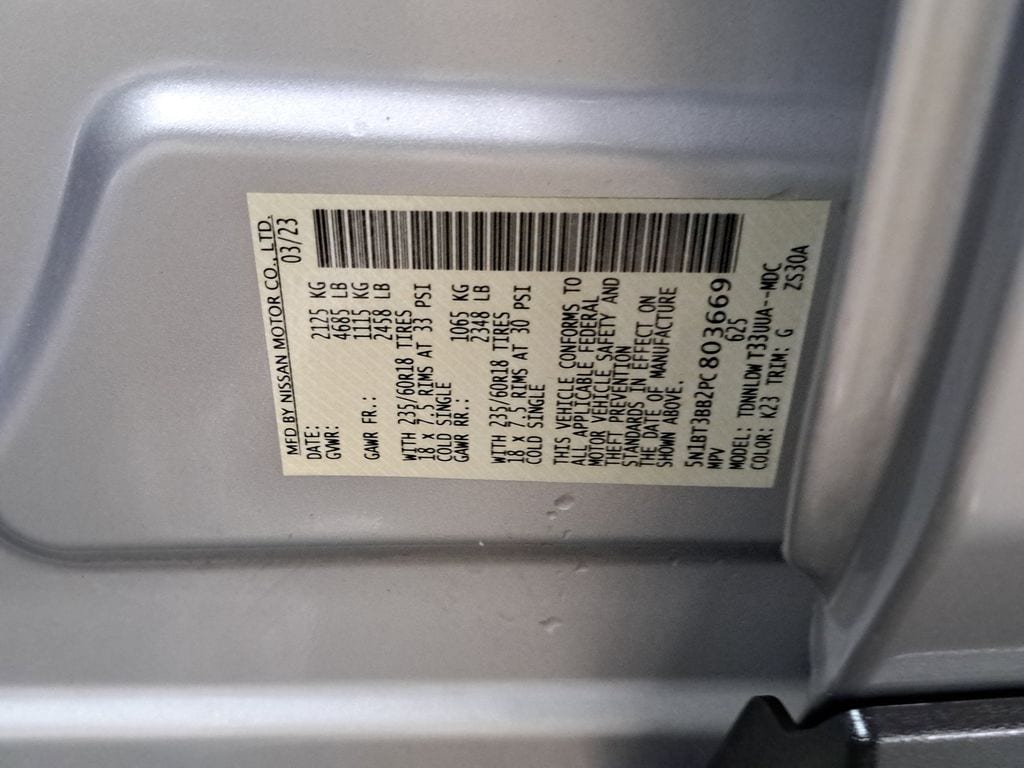 MFD BY NISSAN MOTOR CO., LTD.
DATE: 03/23
GVWR: 2125 KG
4685 LB
GAWR FR.: 1115 KG
2458 LB
WITH 235/60R18 TIRES
18 x 7.5 RIMS AT 33 PSI
COLD SINGLE
GAWR RR.: 1065 KG
2348 LB
WITH 235/60R18 TIRES
18 x 7.5 RIMS AT 30 PSI
COLD SINGLE
THIS VEHICLE CONFORMS TO
ALL APPLICABLE FEDERAL
MOTOR VEHICLE SAFETY AND
THEFT PREVENTION
STANDARDS IN EFFECT ON
THE DATE OF MANUFACTURE
SHOWN ABOVE.
5N1BT3BB2PC803669
MPV 625
MODEL: TDNNLDWT33UUA--MDC
COLOR: K23 TRIM: G ZS30A